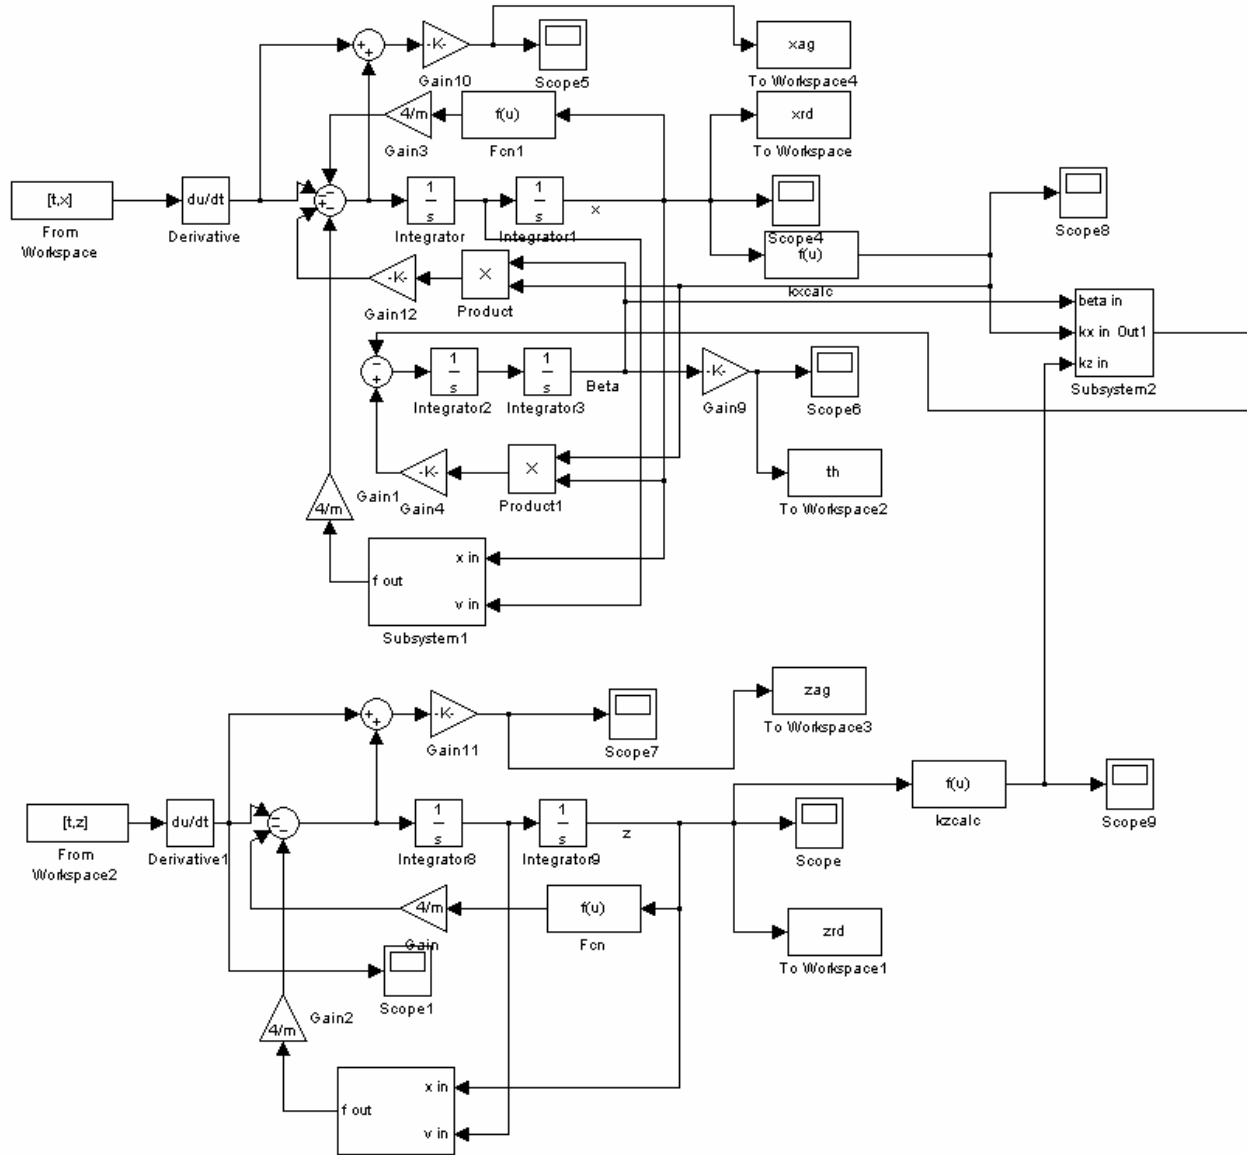 xag
-K-
Gain10
Scope5
To Workspace4
4/m
f(u)
xrd
Gain3
Fcn1
To Workspace
[t,x]
du/dt
1
s
1
s
x
From
Workspace
Derivative
Integrator
Integrator1
Scope4
Scope8
f(u)
kxcalc
-K-
X
Gain12
Product
beta in
kx in Out1
kz in
Subsystem2
1
s
1
s
Beta
-K-
Integrator2
Integrator3
Gain9
Scope6
-K-
X
th
4/m
Gain1
Gain4
Product1
To Workspace2
x in
f out
v in
Subsystem1
zag
-K-
To Workspace3
Gain11
Scope7
f(u)
kzcalc
Scope9
[t,z]
du/dt
1
s
1
s
z
From
Workspace2
Derivative1
Integrator8
Integrator9
Scope
4/m
f(u)
Gain
Fcn
zrd
To Workspace1
Scope1
4/m
Gain2
x in
f out
v in